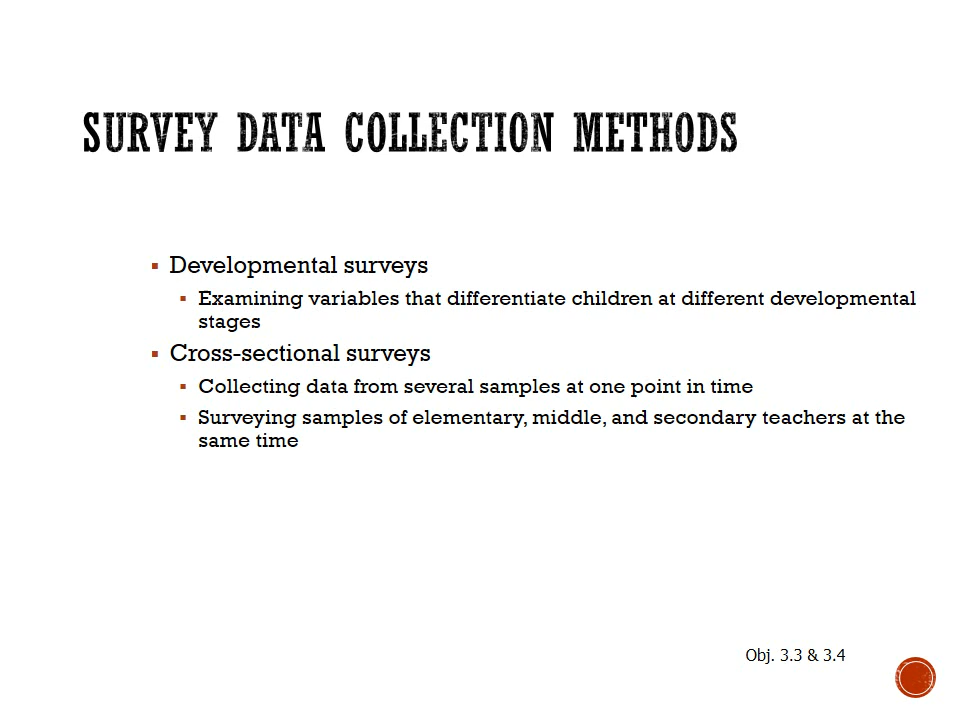 SURVEY DATA COLLECTION METHODS
▪ Developmental surveys
▪ Examining variables that differentiate children at different developmental
stages
▪ Cross-sectional surveys
▪ Collecting data from several samples at one point in time
▪ Surveying samples of elementary, middle, and secondary teachers at the
same time
Obj. 3.3 & 3.4